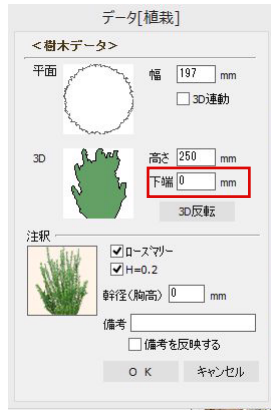 データ[植栽]
<樹木データ>
平面
幅 197 mm
3D連動
3D
高さ 250 mm
下端 0 mm
3D反転
注釈
ローズマリー
H=0.2
幹径(胸高) 0 mm
備考
備考を反映する
OK キャンセル